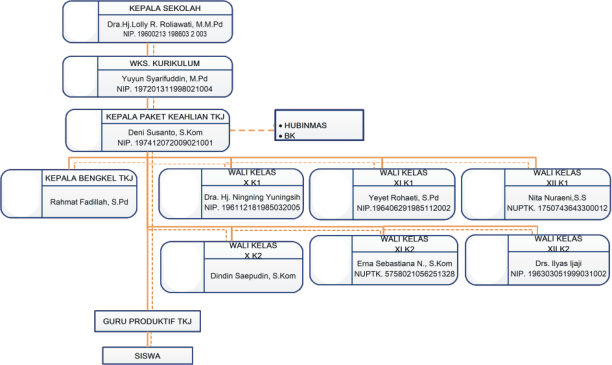 KEPALA SEKOLAH
Dra.Hj.Lolly R. Roliawati, M.M.Pd
NIP. 19600213 198603 2 003
WKS. KURIKULUM
Yuyun Syarifuddin, M.Pd
NIP. 197201311998021004
KEPALA PAKET KEAHLIAN TKJ
Deni Susanto, S.Kom
NIP. 197412072009021001
• HUBINMAS
• BK
KEPALA BENGKEL TKJ
Rahmat Fadillah, S.Pd
WALI KELAS
X K1
Dra. Hj. Ningning Yuningsih
NIP. 196112181985032005
WALI KELAS
XI K1
Yeyet Rohaeti, S.Pd
NIP.196406291985112002
WALI KELAS
XII K1
Nita Nuraeni,S.S
NUPTK. 1750743643300012
WALI KELAS
X K2
Dindin Saepudin, S.Kom
WALI KELAS
XI K2
Erna Sebastiana N., S.Kom
NUPTK. 5758021056251328
WALI KELAS
XII K2
Drs. Ilyas Ijaji
NIP. 196303051999031002
GURU PRODUKTIF TKJ
SISWA